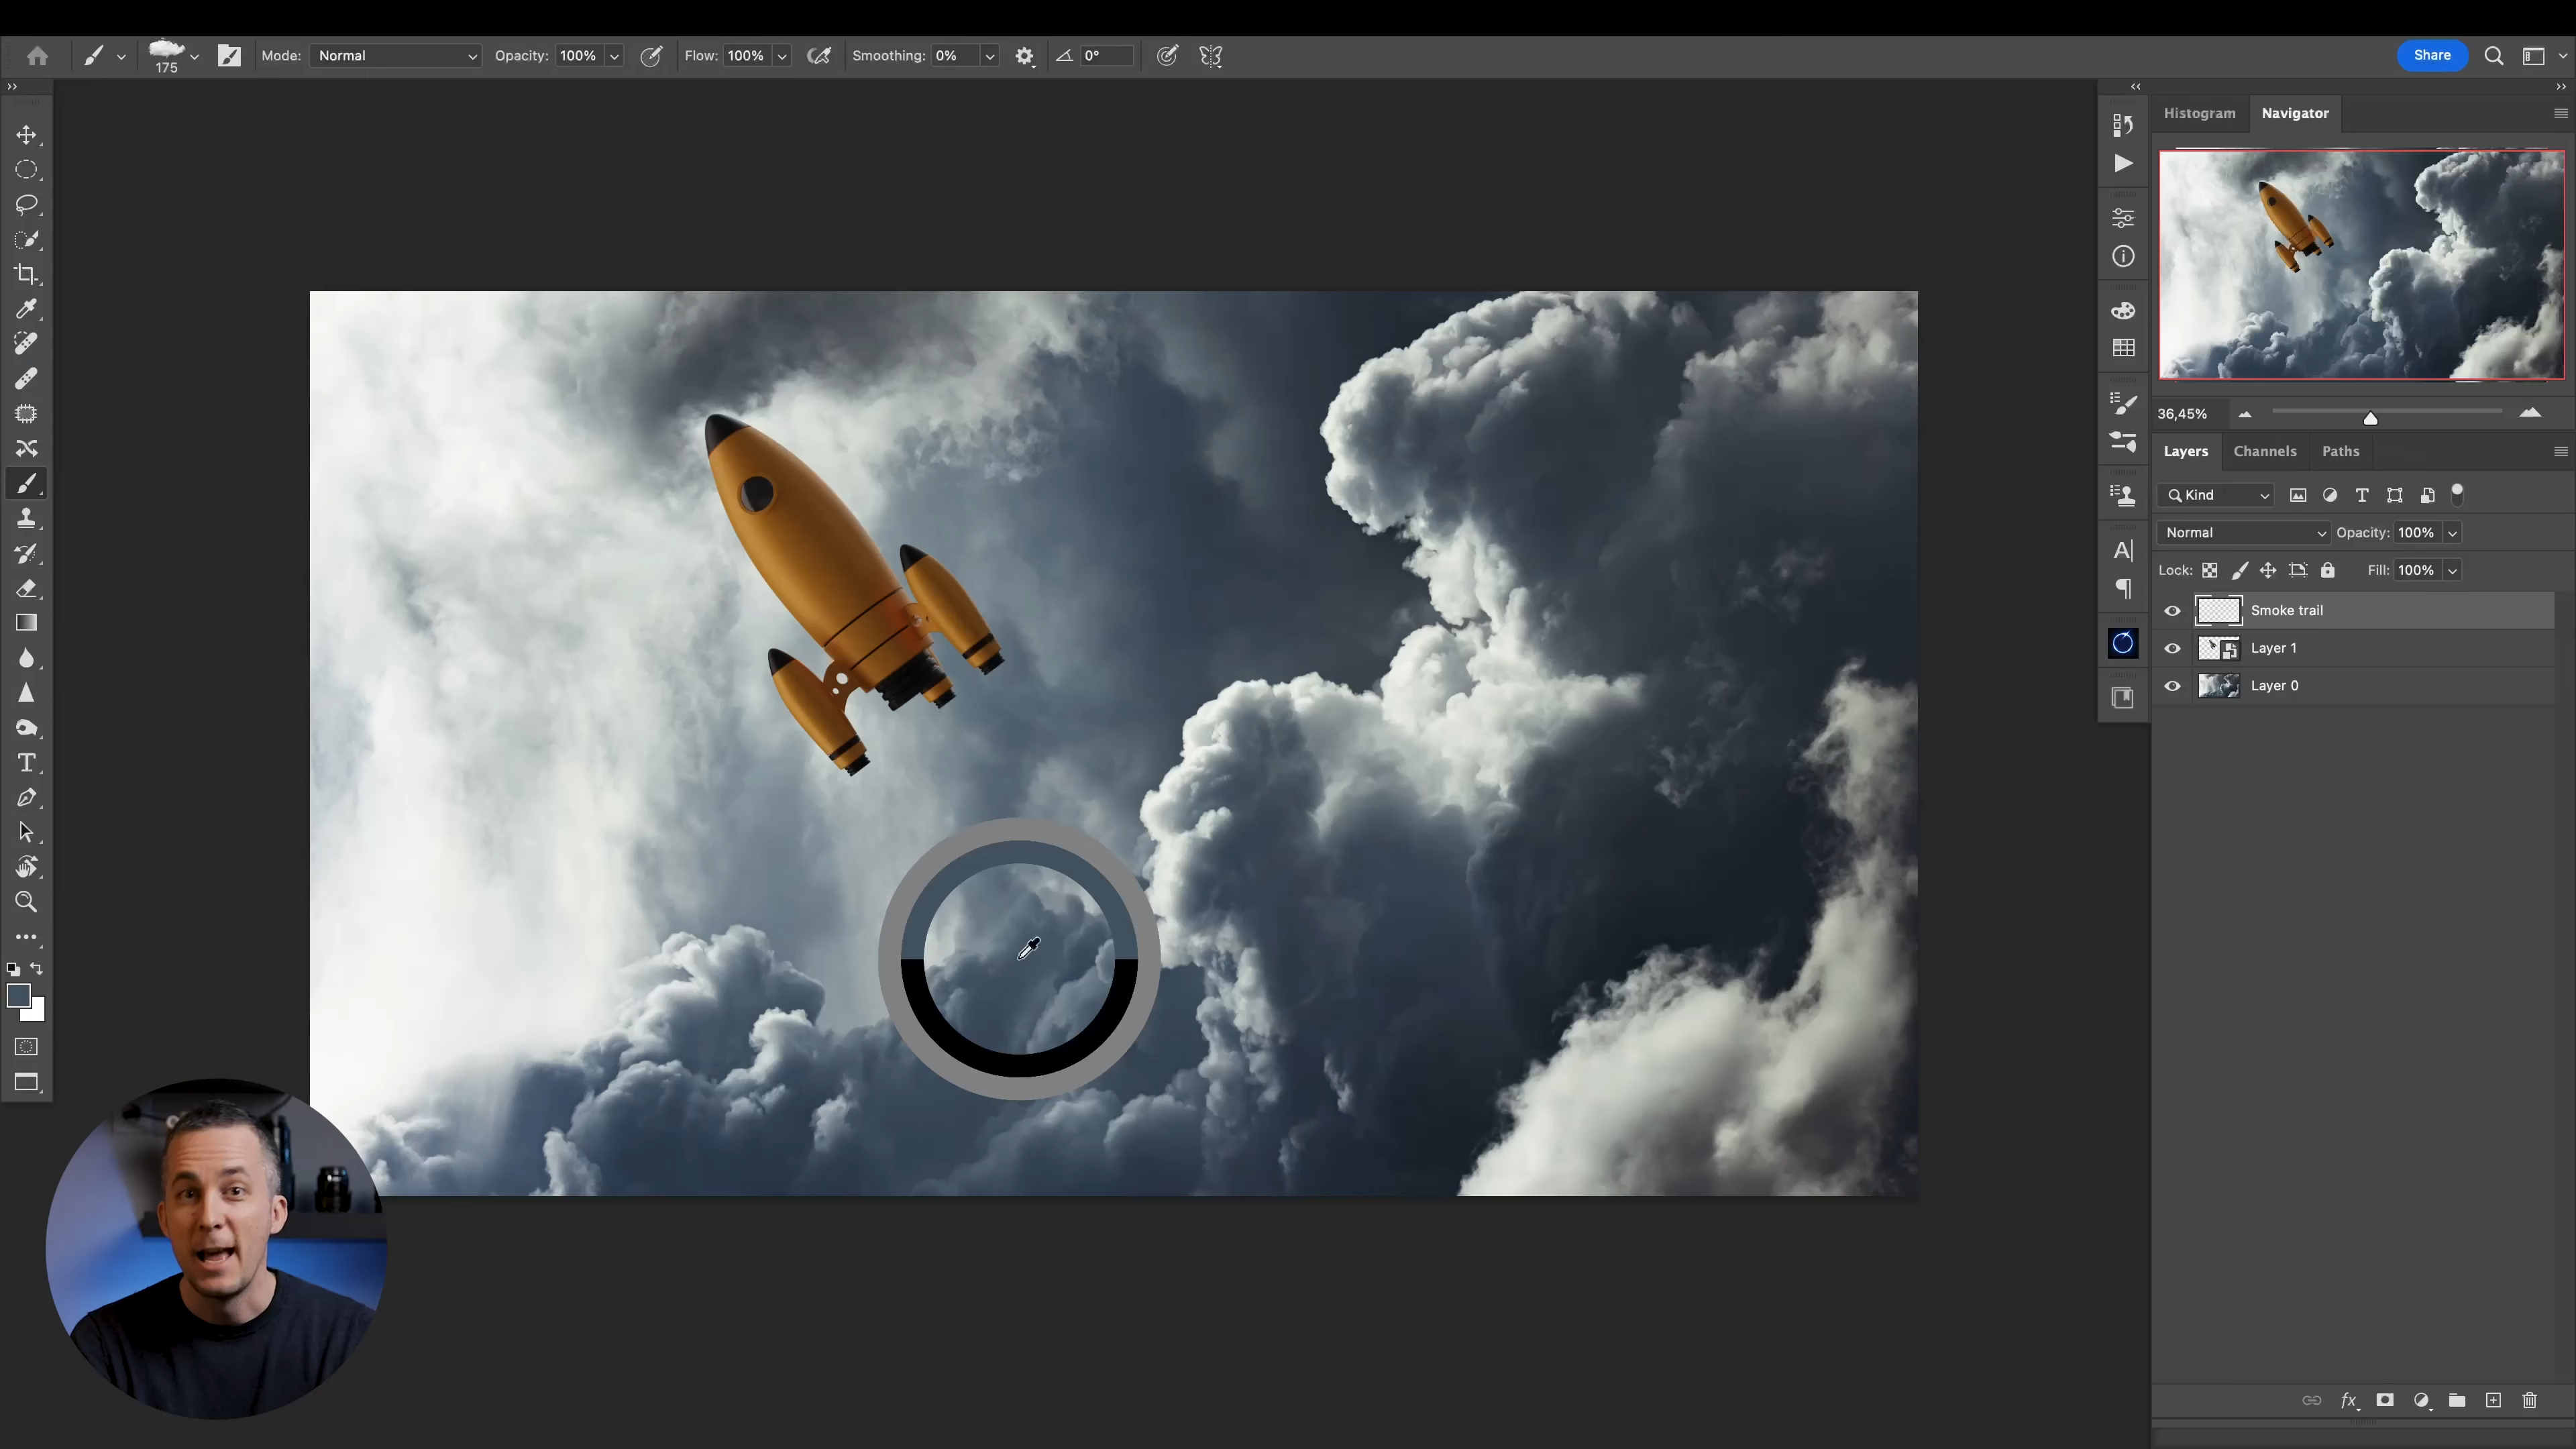 175
Mode: Normal
Opacity: 100%
Flow: 100%
Smoothing: 0%
0°
Share
Histogram
Navigator
36,45%
Layers
Channels
Paths
Kind
Normal
Opacity: 100%
Lock:
Fill: 100%
Smoke trail
Layer 1
Layer 0
fx